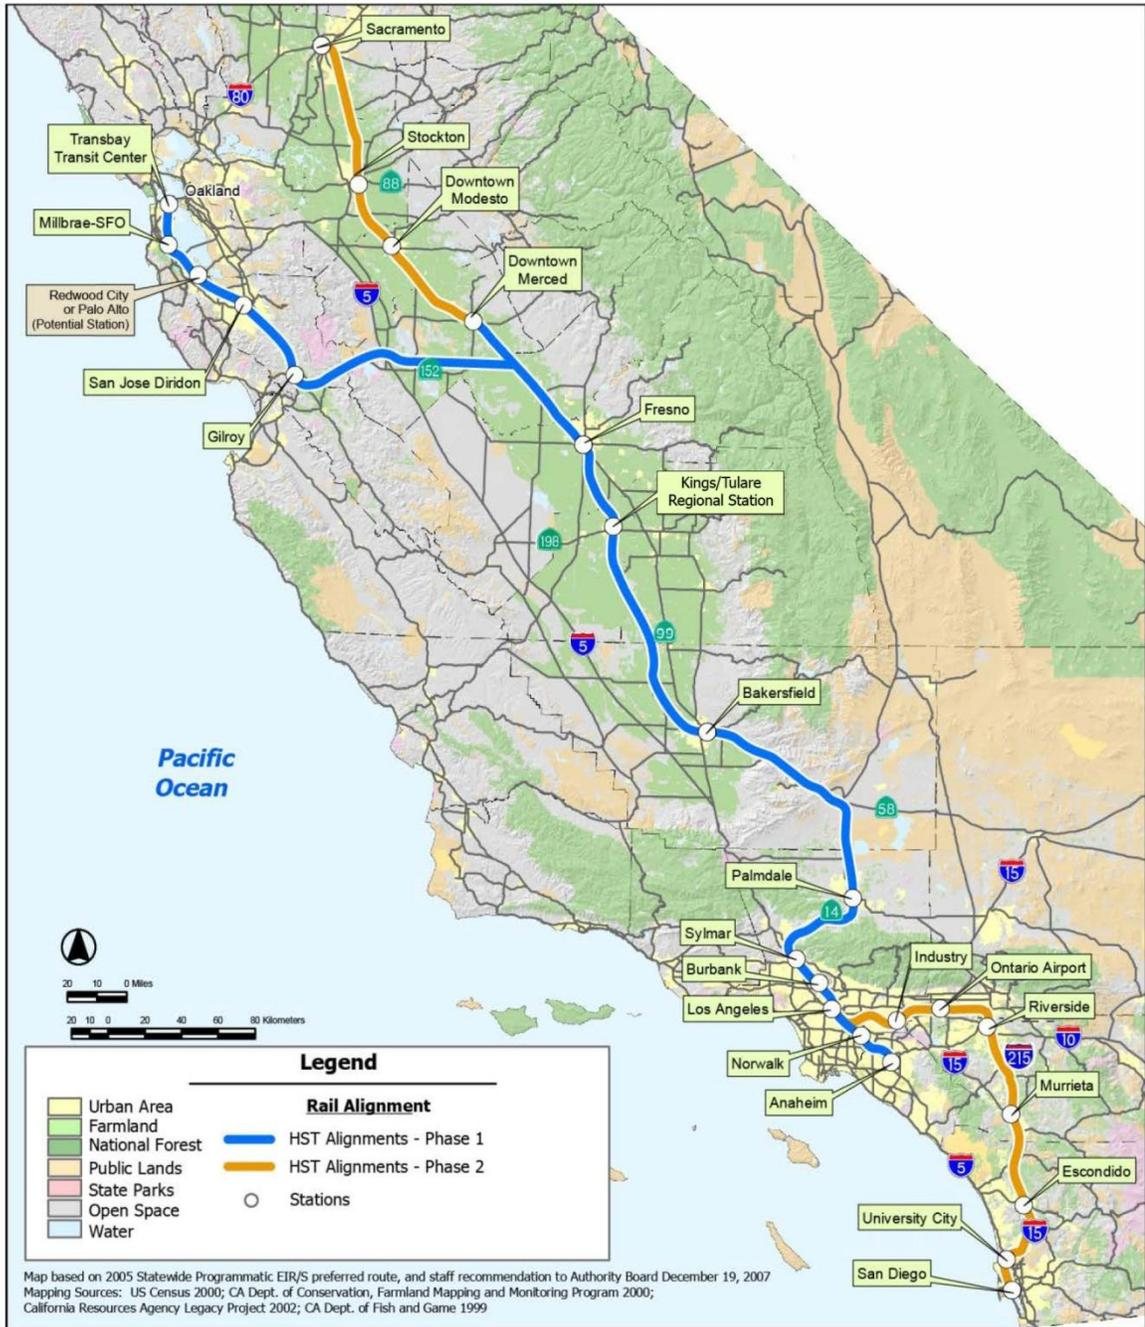 Sacramento
80
Transbay
Transit Center
Stockton
Oakland
88
Downtown
Modesto
Millbrae-SFO
Downtown
Merced
Redwood City
or Palo Alto
(Potential Station)
5
152
San Jose Diridon
Gilroy
Fresno
Kings/Tulare
Regional Station
198
99
5
Bakersfield
Pacific
Ocean
58
Palmdale
15
14
Sylmar
Industry
Burbank
Ontario Airport
Los Angeles
Riverside
20 10 0 Miles
20 10 0 20 40 60 80 Kilometers
Norwalk
15
215
10
Anaheim
Murrieta
5
Escondido
University City
15
San Diego
Legend
Rail Alignment
Urban Area
Farmland
National Forest
Public Lands
State Parks
Open Space
Water
HST Alignments - Phase 1
HST Alignments - Phase 2
Stations
Map based on 2005 Statewide Programmatic EIR/S preferred route, and staff recommendation to Authority Board December 19, 2007
Mapping Sources: US Census 2000; CA Dept. of Conservation, Farmland Mapping and Monitoring Program 2000;
California Resources Agency Legacy Project 2002; CA Dept. of Fish and Game 1999